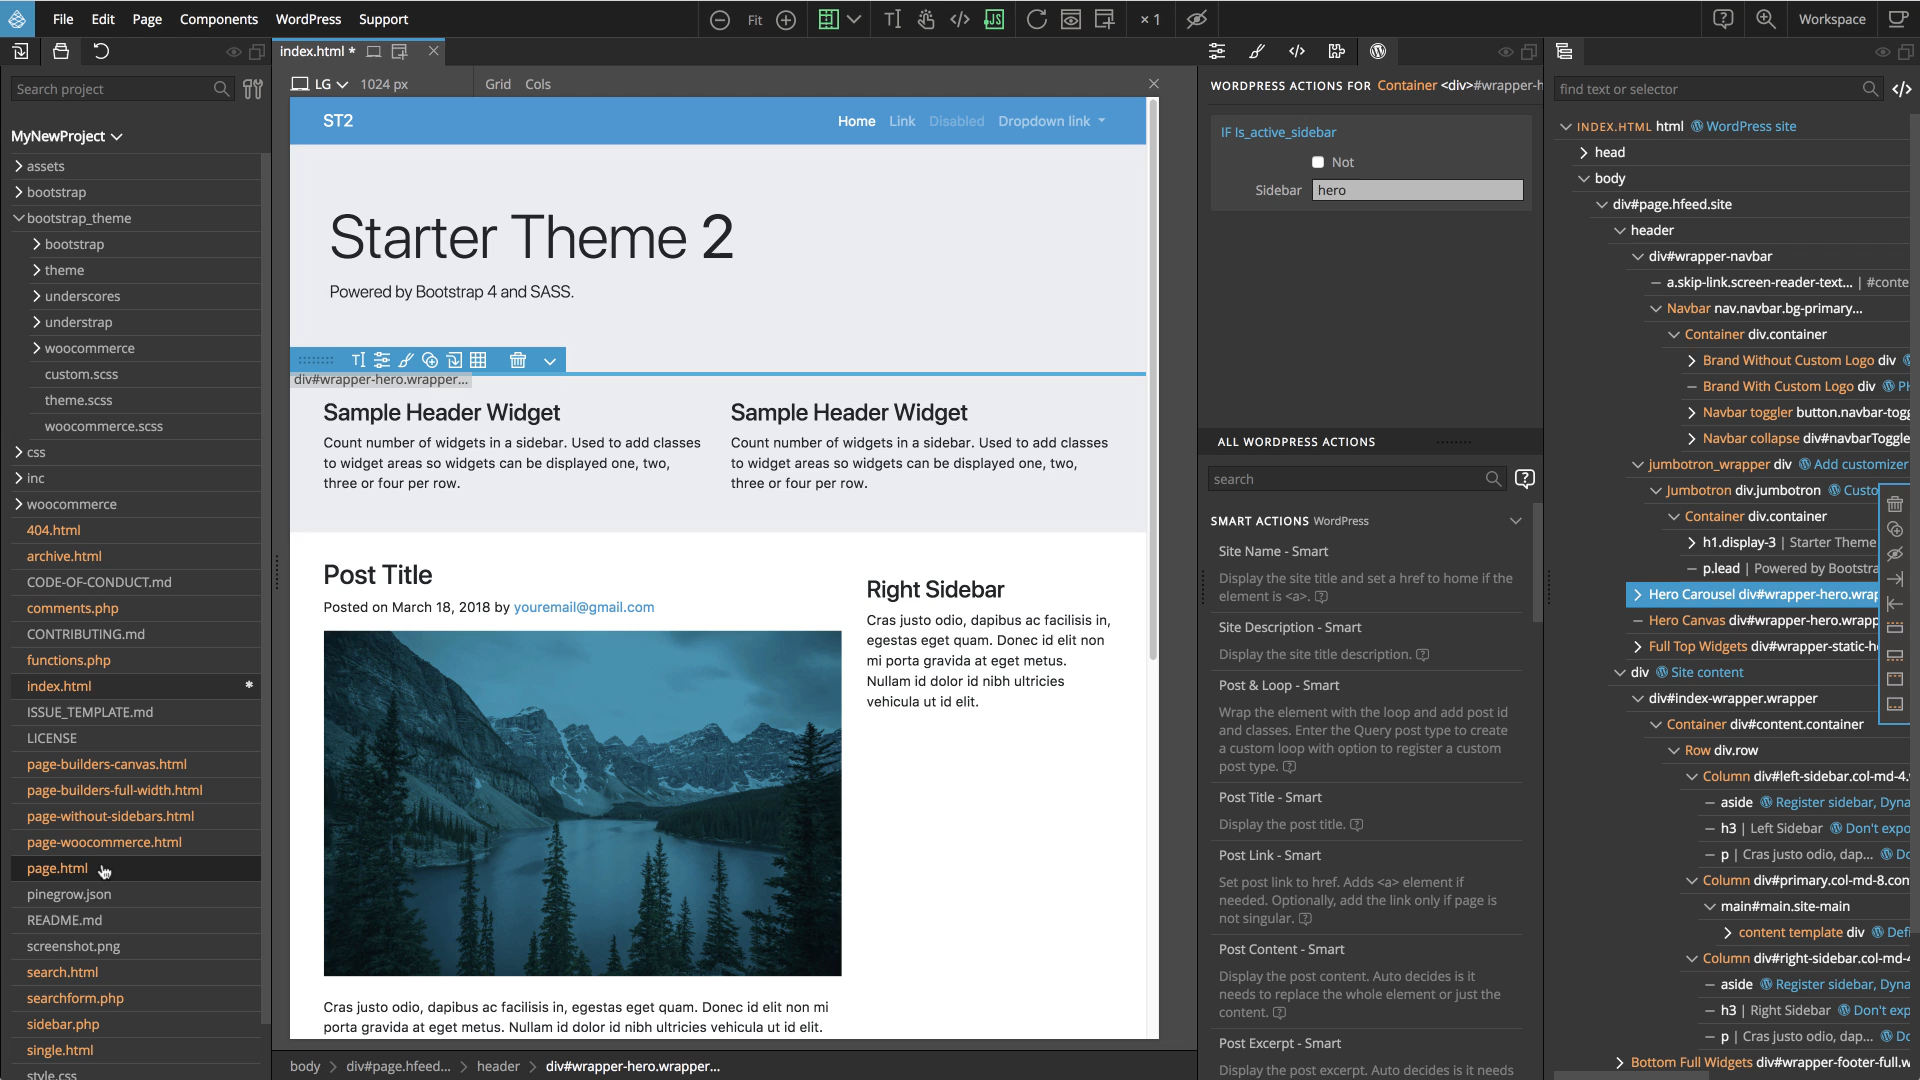 File Edit Page Components WordPress Support
Fit
JS
× 1
Workspace
index.html *
Search project
MyNewProject
assets
bootstrap
bootstrap_theme
bootstrap
theme
underscores
understrap
woocommerce
custom.scss
theme.scss
woocommerce.scss
css
inc
woocommerce
404.html
archive.html
CODE-OF-CONDUCT.md
comments.php
CONTRIBUTING.md
functions.php
index.html *
ISSUE_TEMPLATE.md
LICENSE
page-builders-canvas.html
page-builders-full-width.html
page-without-sidebars.html
page-woocommerce.html
page.html
pinegrow.json
README.md
screenshot.png
search.html
searchform.php
sidebar.php
single.html
style.css
LG 1024 px Grid Cols
ST2
Home Link Disabled Dropdown link
Starter Theme 2
Powered by Bootstrap 4 and SASS.
div#wrapper-hero.wrapper...
Sample Header Widget
Count number of widgets in a sidebar. Used to add classes
to widget areas so widgets can be displayed one, two,
three or four per row.
Sample Header Widget
Count number of widgets in a sidebar. Used to add classes
to widget areas so widgets can be displayed one, two,
three or four per row.
Post Title
Posted on March 18, 2018 by youremail@gmail.com
Right Sidebar
Cras justo odio, dapibus ac facilisis in,
egestas eget quam. Donec id elit non
mi porta gravida at eget metus.
Nullam id dolor id nibh ultricies
vehicula ut id elit.
Cras justo odio, dapibus ac facilisis in, egestas eget quam. Donec id elit non mi
porta gravida at eget metus. Nullam id dolor id nibh ultricies vehicula ut id elit.
body div#page.hfeed... header div#wrapper-hero.wrapper...
WORDPRESS ACTIONS FOR Container <div>#wrapper-h
IF Is_active_sidebar
Not
Sidebar hero
ALL WORDPRESS ACTIONS
search
SMART ACTIONS WordPress
Site Name - Smart
Display the site title and set a href to home if the
element is <a>.
Site Description - Smart
Display the site title description.
Post & Loop - Smart
Wrap the element with the loop and add post id
and classes. Enter the Query post type to create
a custom loop with option to register a custom
post type.
Post Title - Smart
Display the post title.
Post Link - Smart
Set post link to href. Adds <a> element if
needed. Optionally, add the link only if page is
not singular.
Post Content - Smart
Display the post content. Auto decides is it
needs to replace the whole element or just the
content.
Post Excerpt - Smart
Display the post excerpt. Auto decides is it needs
find text or selector
INDEX.HTML html WordPress site
head
body
div#page.hfeed.site
header
div#wrapper-navbar
a.skip-link.screen-reader-text... | #conte
Navbar nav.navbar.bg-primary...
Container div.container
Brand Without Custom Logo div
Brand With Custom Logo div PH
Navbar toggler button.navbar-togg
Navbar collapse div#navbarToggle
jumbotron_wrapper div Add customizer
Jumbotron div.jumbotron Custo
Container div.container
h1.display-3 | Starter Theme
p.lead | Powered by Bootstra
Hero Carousel div#wrapper-hero.wrap
Hero Canvas div#wrapper-hero.wrapp
Full Top Widgets div#wrapper-static-he
div Site content
div#index-wrapper.wrapper
Container div#content.container
Row div.row
Column div#left-sidebar.col-md-4.
aside Register sidebar, Dyna
h3 | Left Sidebar Don't expo
p | Cras justo odio, dap... Do
Column div#primary.col-md-8.con
main#main.site-main
content template div Defi
Column div#right-sidebar.col-md-4
aside Register sidebar, Dyna
h3 | Right Sidebar Don't exp
p | Cras justo odio, dap... Do
Bottom Full Widgets div#wrapper-footer-full.w